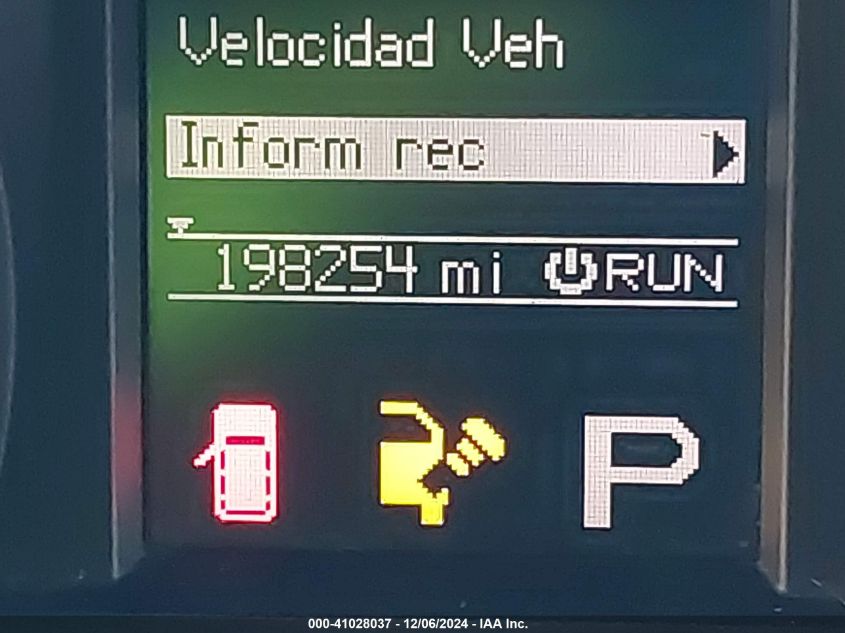 Velocidad Veh
Inform rec
198254 mi RUN
P
000-41028037 - 12/06/2024 - IAA Inc.